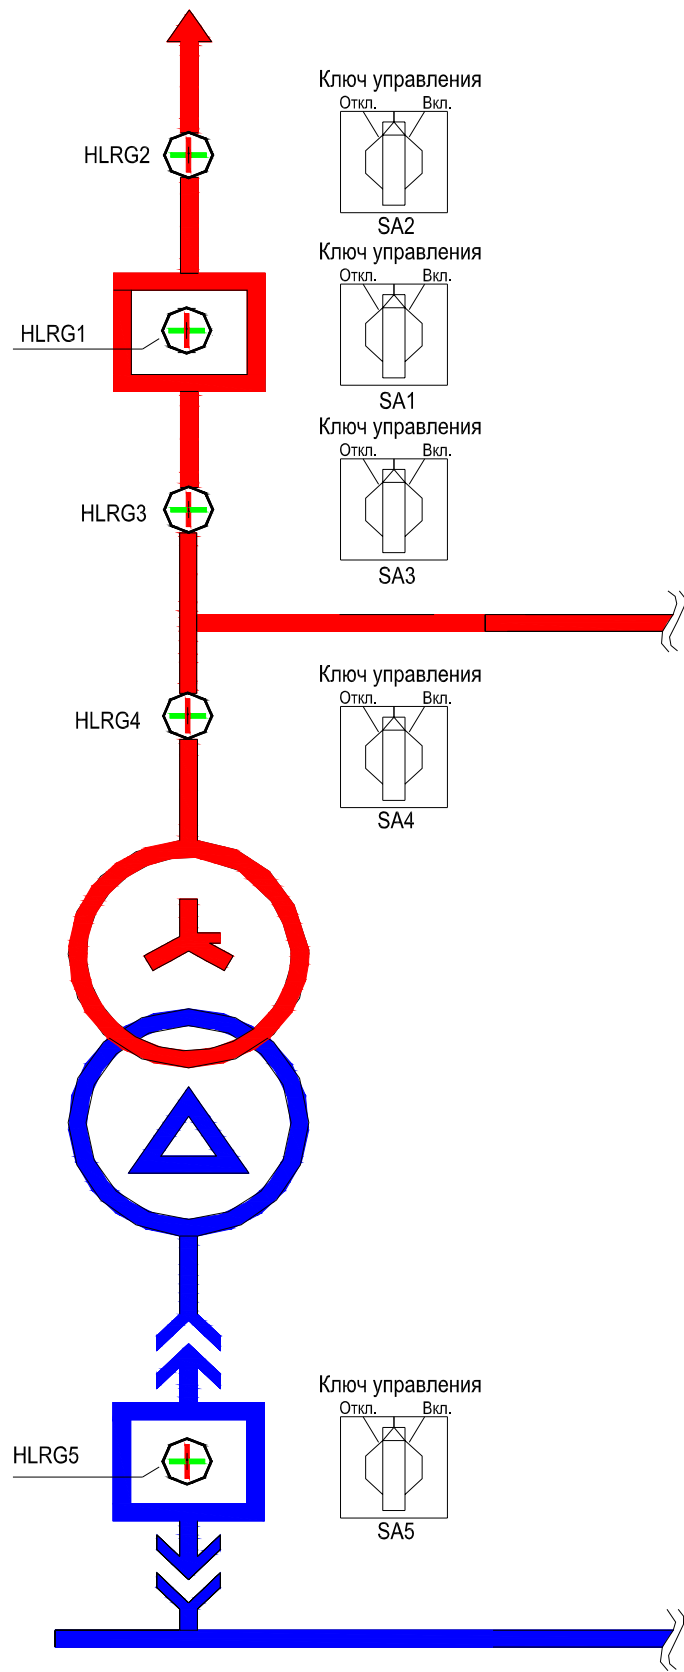 Ключ управления
Откл. Вкл.
HLRG2
SA2
Ключ управления
Откл. Вкл.
HLRG1
SA1
Ключ управления
Откл. Вкл.
HLRG3
SA3
Ключ управления
Откл. Вкл.
HLRG4
SA4
Ключ управления
Откл. Вкл.
HLRG5
SA5